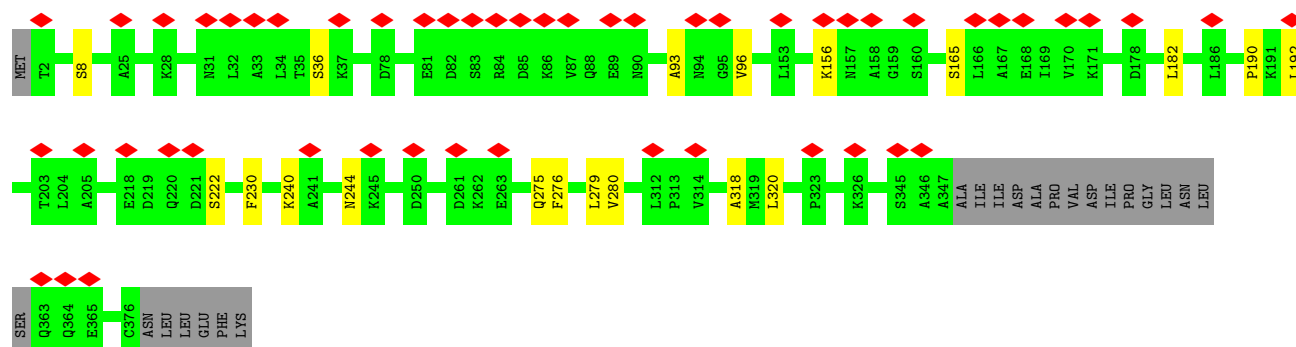 MET T2 S8 A25 K28 N31 L32 A33 L34 T35 S36 K37 D78 E81 D82 S83 R84 D85 K86 V87 Q88 E89 N90 A93 N94 G95 V96 L153 K156 N157 A158 G159 S160 S165 L166 A167 E168 I169 V170 K171 D178 L182 L186 P190 K191 L192
T203 L204 A205 E218 D219 Q220 D221 S222 F230 K240 A241 N244 K245 D250 D261 K262 E263 Q275 F276 L279 V280 L312 P313 V314 A318 M319 L320 P323 K326 S345 A346 A347 ALA ILE ILE ASP ALA PRO VAL ASP ILE PRO GLY LEU ASN LEU
SER Q363 Q364 E365 C376 ASN LEU LEU GLU PHE LYS